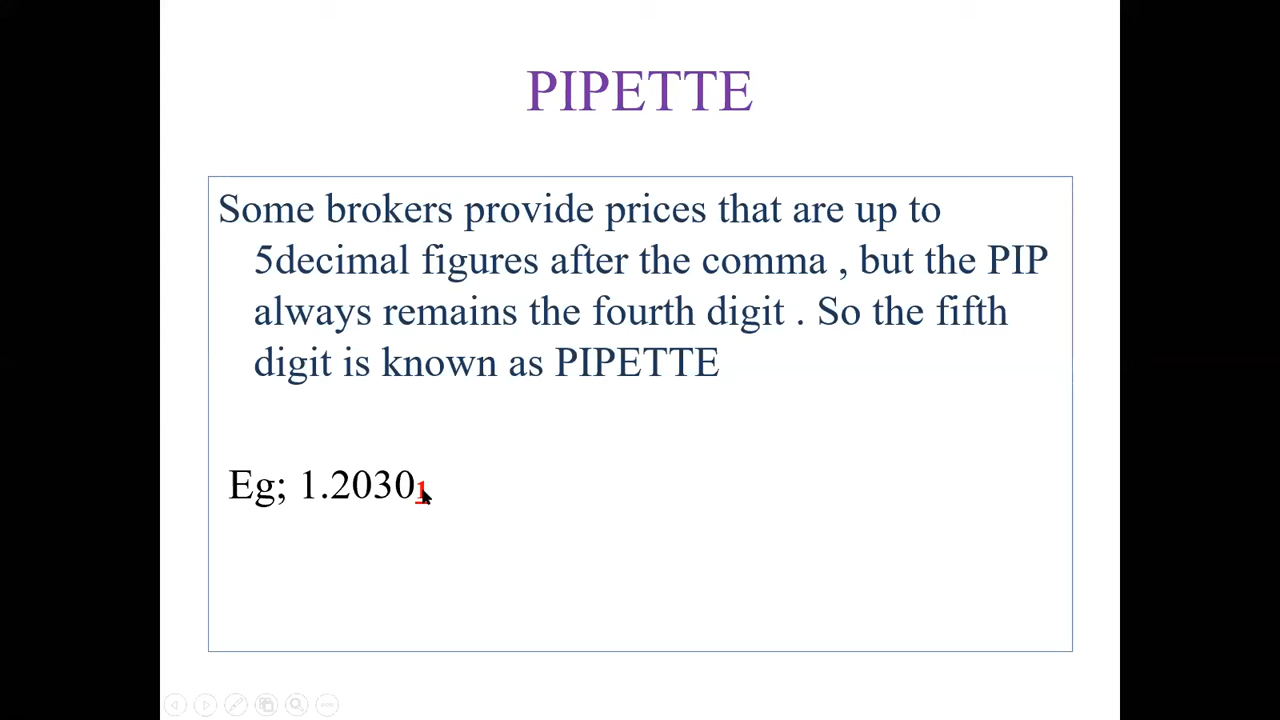 PIPETTE
Some brokers provide prices that are up to
5decimal figures after the comma , but the PIP
always remains the fourth digit . So the fifth
digit is known as PIPETTE
Eg; 1.20301